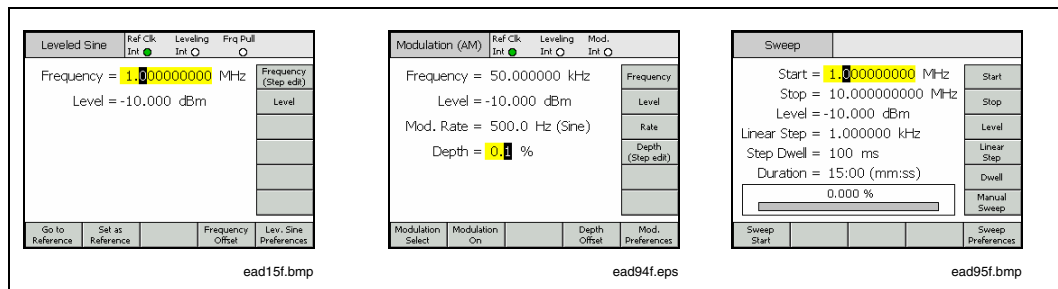 Leveled Sine
Ref Clk Leveling Frq Pull
Int Int
Frequency = 1.000000000 MHz
Level = -10.000 dBm
Frequency
(Step edit)
Level
Go to
Reference
Set as
Reference
Frequency
Offset
Lev. Sine
Preferences
ead15f.bmp
Modulation (AM)
Ref Clk Leveling Mod.
Int Int Int
Frequency = 50.000000 kHz
Level = -10.000 dBm
Mod. Rate = 500.0 Hz (Sine)
Depth = 0.1 %
Frequency
Level
Rate
Depth
(Step edit)
Modulation
Select
Modulation
On
Depth
Offset
Mod.
Preferences
ead94f.eps
Sweep
Start = 1.000000000 MHz
Stop = 10.000000000 MHz
Level = -10.000 dBm
Linear Step = 1.000000 kHz
Step Dwell = 100 ms
Duration = 15:00 (mm:ss)
0.000 %
Start
Stop
Level
Linear
Step
Dwell
Manual
Sweep
Sweep
Start
Sweep
Preferences
ead95f.bmp